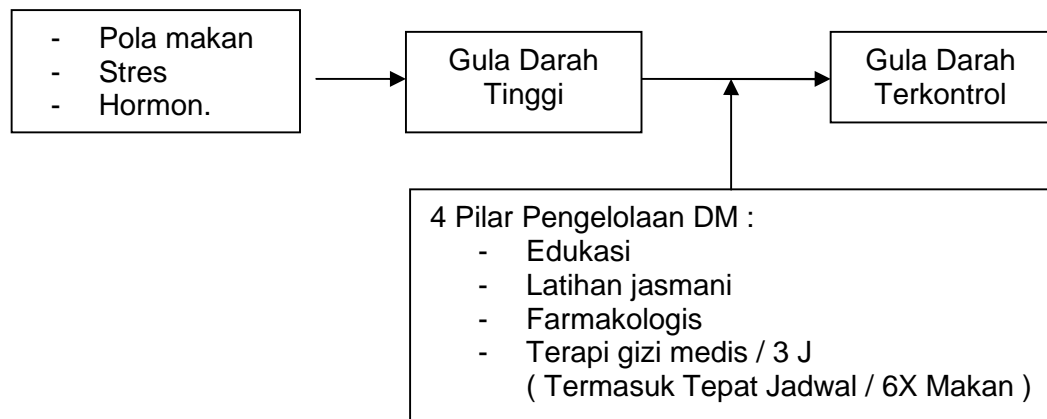 - Pola makan
- Stres
- Hormon.
Gula Darah
Tinggi
Gula Darah
Terkontrol
4 Pilar Pengelolaan DM :
- Edukasi
- Latihan jasmani
- Farmakologis
- Terapi gizi medis / 3 J
( Termasuk Tepat Jadwal / 6X Makan )